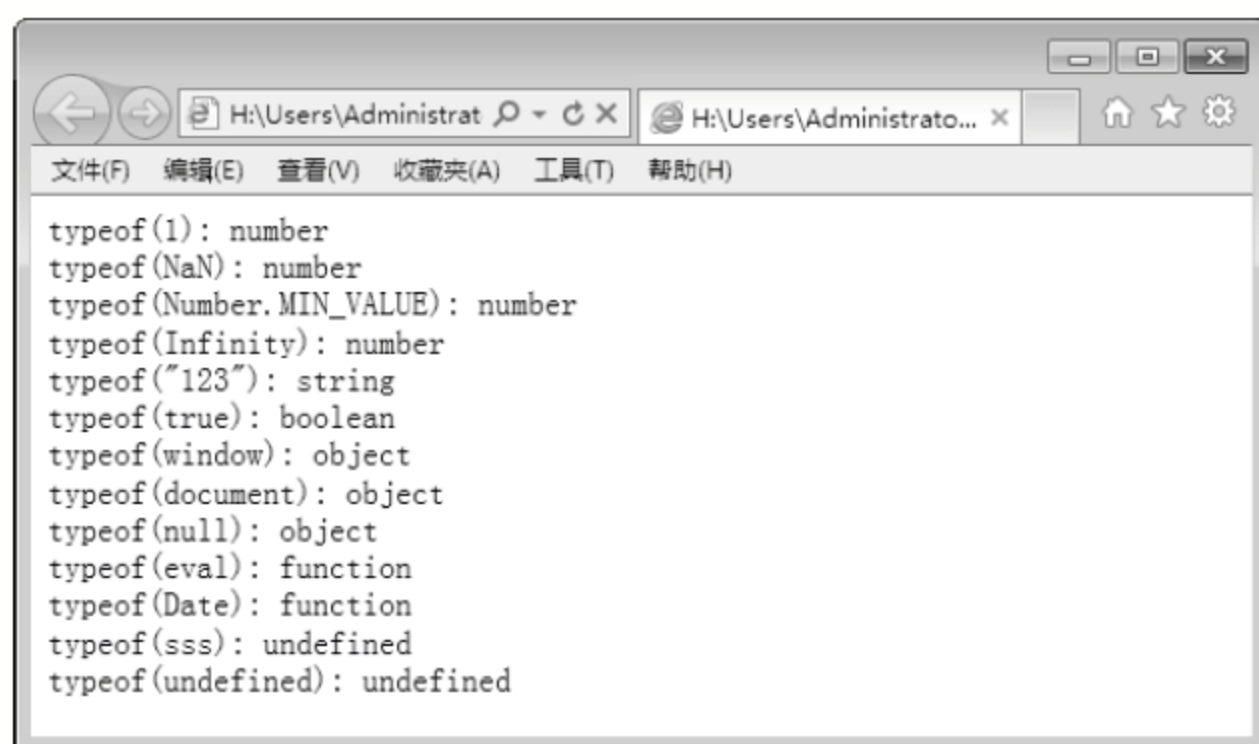 H:\Users\Administrat
H:\Users\Administrato...
文件(F) 编辑(E) 查看(V) 收藏夹(A) 工具(T) 帮助(H)
typeof(1): number
typeof(NaN): number
typeof(Number.MIN_VALUE): number
typeof(Infinity): number
typeof("123"): string
typeof(true): boolean
typeof(window): object
typeof(document): object
typeof(null): object
typeof(eval): function
typeof(Date): function
typeof(sss): undefined
typeof(undefined): undefined